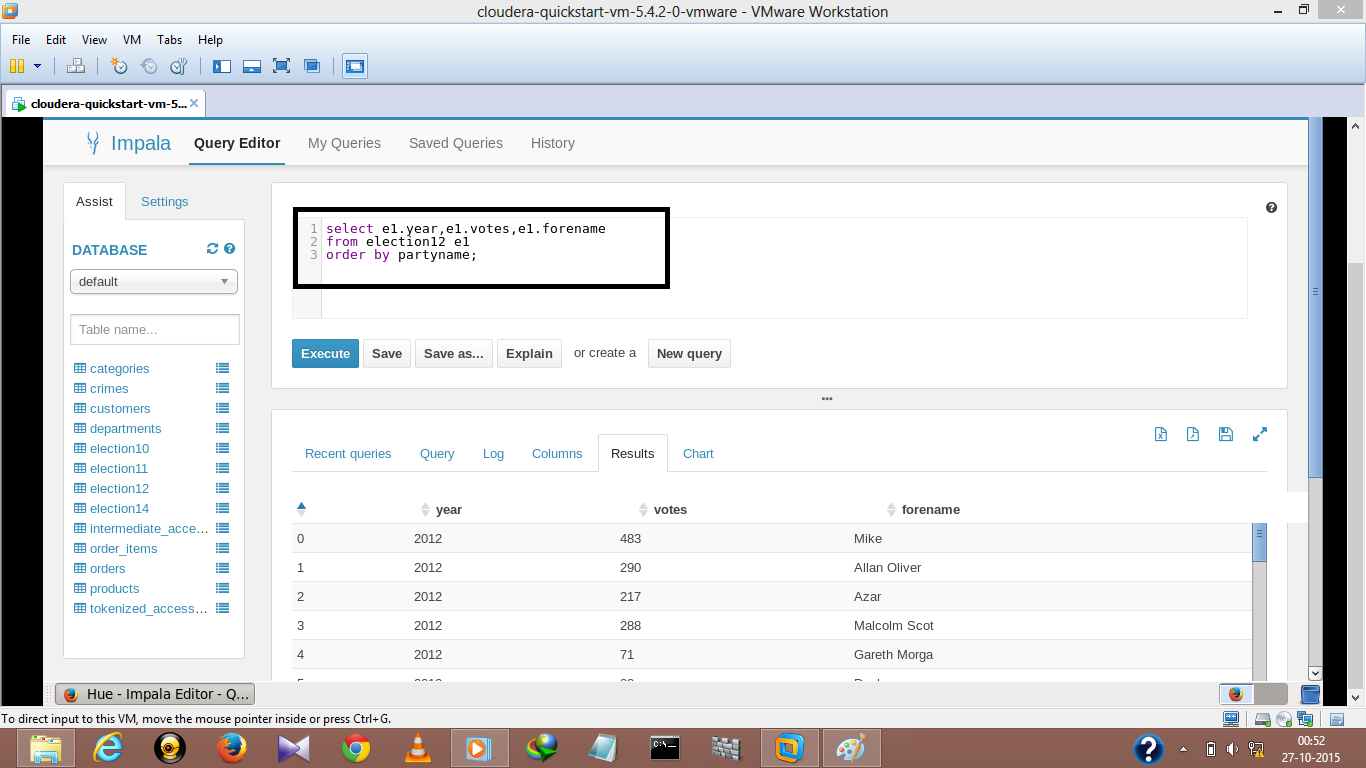 cloudera-quickstart-vm-5.4.2-0-vmware - VMware Workstation
File Edit View VM Tabs Help
cloudera-quickstart-vm-5...
Impala Query Editor My Queries Saved Queries History
Assist Settings
DATABASE
default
Table name...
categories
crimes
customers
departments
election10
election11
election12
election14
intermediate_acce...
order_items
orders
products
tokenized_access...
1 select e1.year,e1.votes,e1.forename
2 from election12 e1
3 order by partyname;
Execute Save Save as... Explain or create a New query
Recent queries Query Log Columns Results Chart
year votes forename
0 2012 483 Mike
1 2012 290 Allan Oliver
2 2012 217 Azar
3 2012 288 Malcolm Scot
4 2012 71 Gareth Morga
Hue - Impala Editor - Q...
To direct input to this VM, move the mouse pointer inside or press Ctrl+G.
00:52
27-10-2015